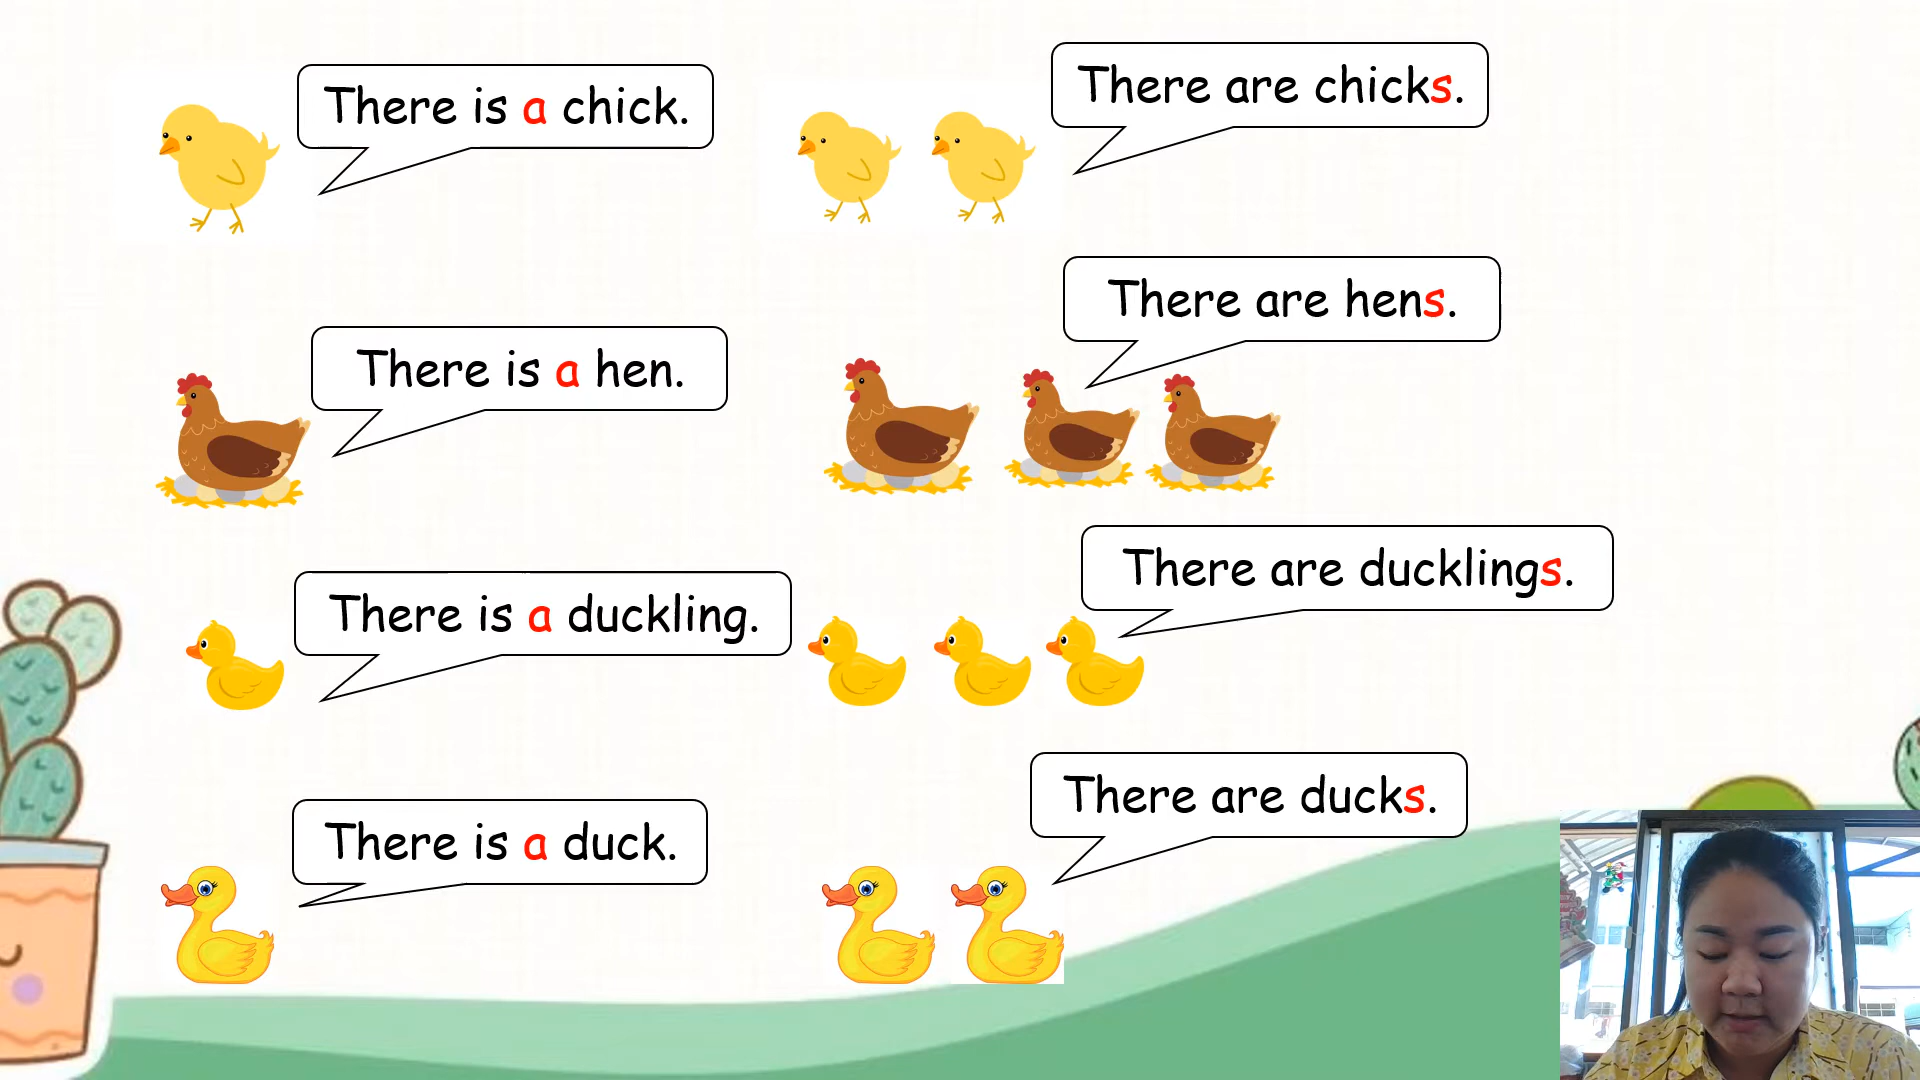 There is a chick.
There are chicks.
There is a hen.
There are hens.
There is a duckling.
There are ducklings.
There is a duck.
There are ducks.